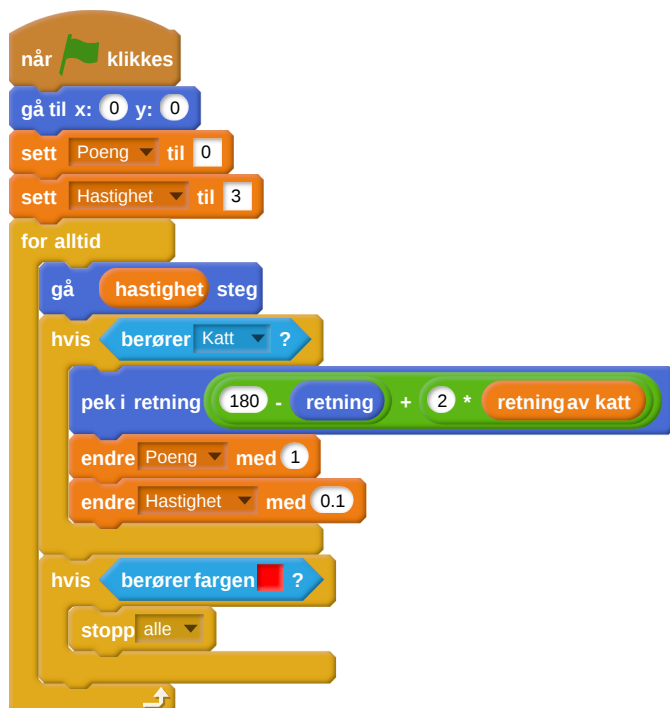 når klikkes
gå til x: 0 y: 0
sett Poeng til 0
sett Hastighet til 3
for alltid
gå hastighet steg
hvis berører Katt ?
pek i retning 180 - retning + 2 * retning av katt
endre Poeng med 1
endre Hastighet med 0.1
hvis berører fargen ?
stopp alle